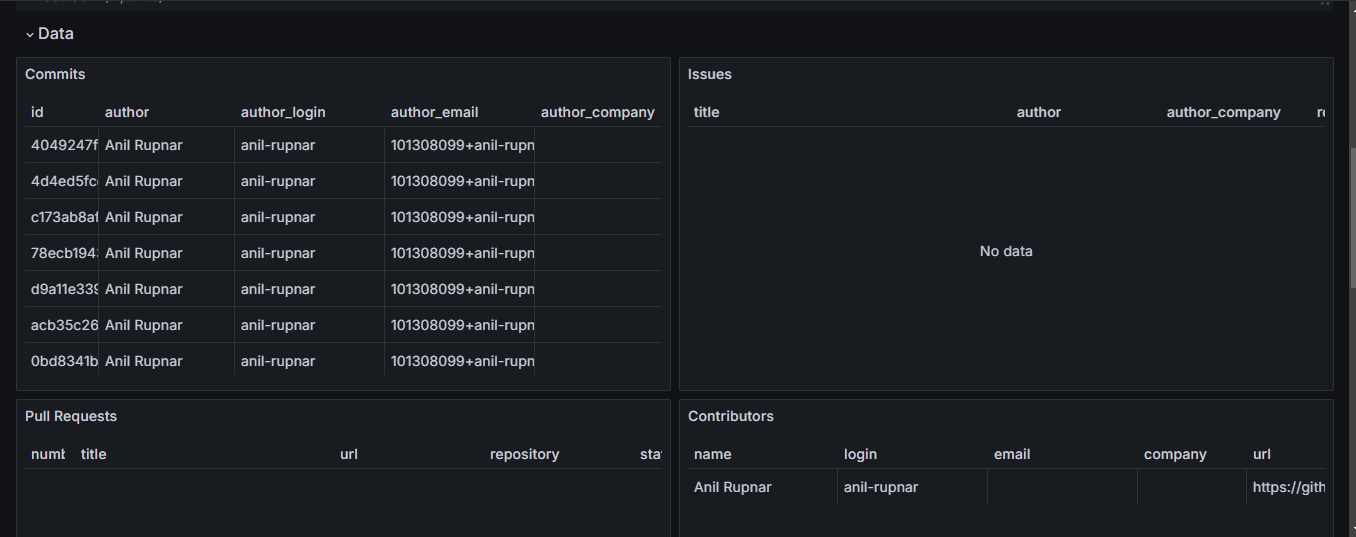 Data
Commits
id author author_login author_email author_company
4049247f Anil Rupnar anil-rupnar 101308099+anil-rupn
4d4ed5fc Anil Rupnar anil-rupnar 101308099+anil-rupn
c173ab8af Anil Rupnar anil-rupnar 101308099+anil-rupn
78ecb194 Anil Rupnar anil-rupnar 101308099+anil-rupn
d9a11e339 Anil Rupnar anil-rupnar 101308099+anil-rupn
acb35c26 Anil Rupnar anil-rupnar 101308099+anil-rupn
0bd8341b Anil Rupnar anil-rupnar 101308099+anil-rupn
Issues
title author author_company
No data
Pull Requests
numb title url repository sta
Contributors
name login email company url
Anil Rupnar anil-rupnar https://gith